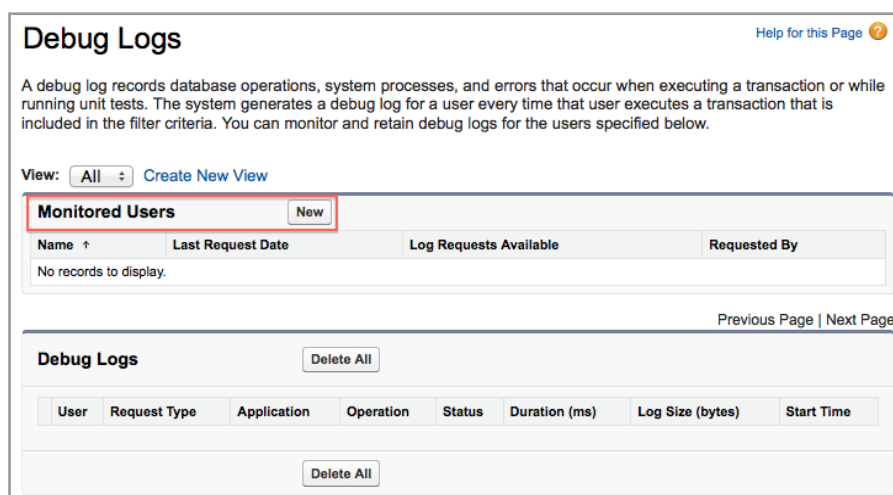 Debug Logs
Help for this Page ?
A debug log records database operations, system processes, and errors that occur when executing a transaction or while
running unit tests. The system generates a debug log for a user every time that user executes a transaction that is
included in the filter criteria. You can monitor and retain debug logs for the users specified below.
View: All Create New View
Monitored Users New
Name ↑ Last Request Date Log Requests Available Requested By
No records to display.
Previous Page | Next Page
Debug Logs Delete All
User Request Type Application Operation Status Duration (ms) Log Size (bytes) Start Time
Delete All